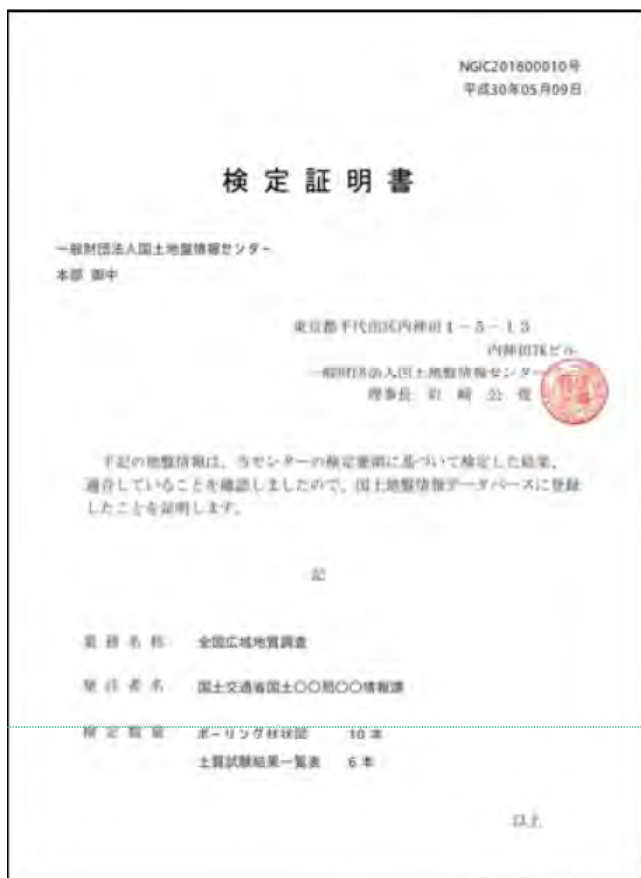 NGIC201800010号
平成30年05月09日
検定証明書
一般財団法人国土地盤情報センター
本部 御中
東京都千代田区内神田1-5-13
内神田TKビル
一般財団法人国土地盤情報センター
理事長 岩﨑 公俊
下記の地盤情報は、当センターの検定要領に基づいて検定した結果、
適合していることを確認しましたので、国土地盤情報データベースに登録
したことを証明します。
記
業務名称 全国広域地質調査
発注者名 国土交通省国土〇〇局〇〇情報課
検定数量 ボーリング柱状図 10本
土質試験結果一覧表 6本
以上